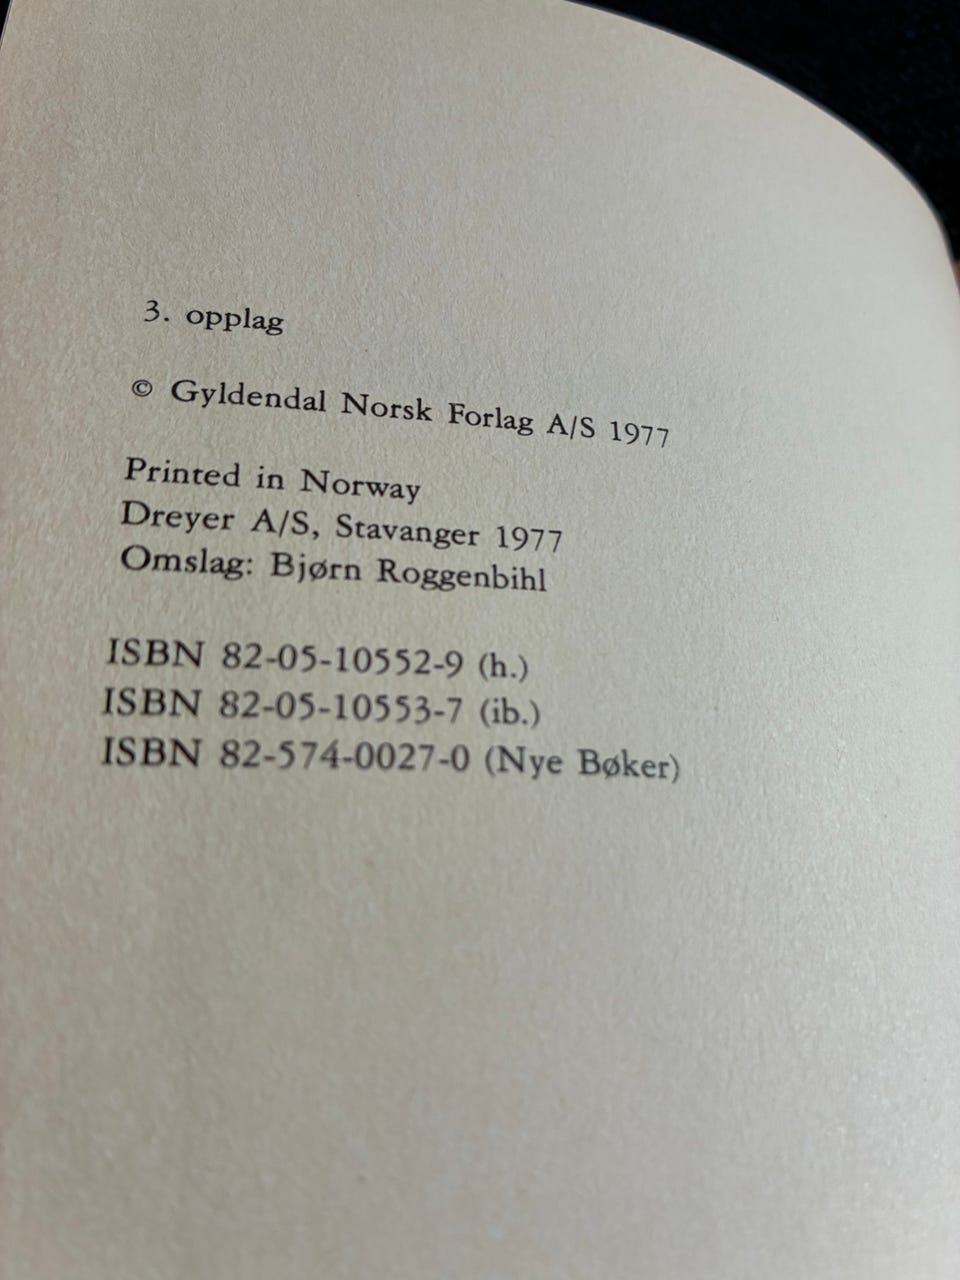 3. opplag
© Gyldendal Norsk Forlag A/S 1977
Printed in Norway
Dreyer A/S, Stavanger 1977
Omslag: Bjørn Roggenbihl
ISBN 82-05-10552-9 (h.)
ISBN 82-05-10553-7 (ib.)
ISBN 82-574-0027-0 (Nye Bøker)